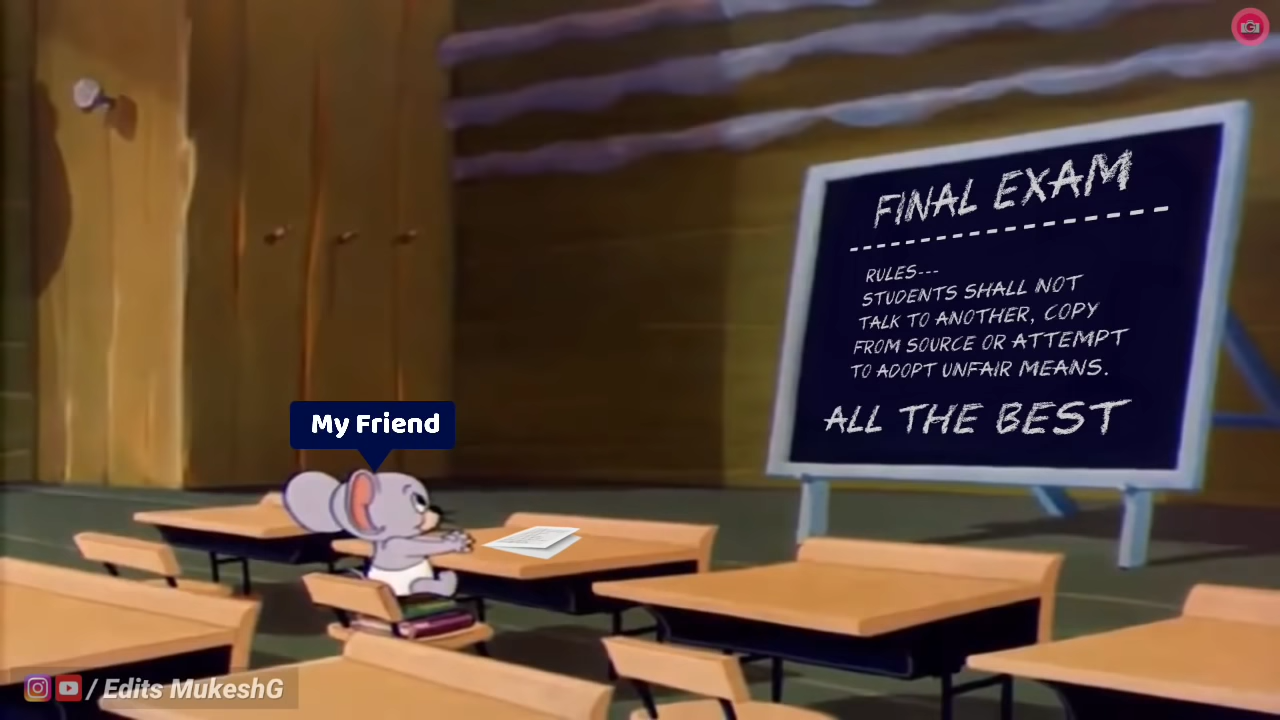 FINAL EXAM
RULES---
STUDENTS SHALL NOT
TALK TO ANOTHER, COPY
FROM SOURCE OR ATTEMPT
TO ADOPT UNFAIR MEANS.
ALL THE BEST
My Friend
/ Edits MukeshG